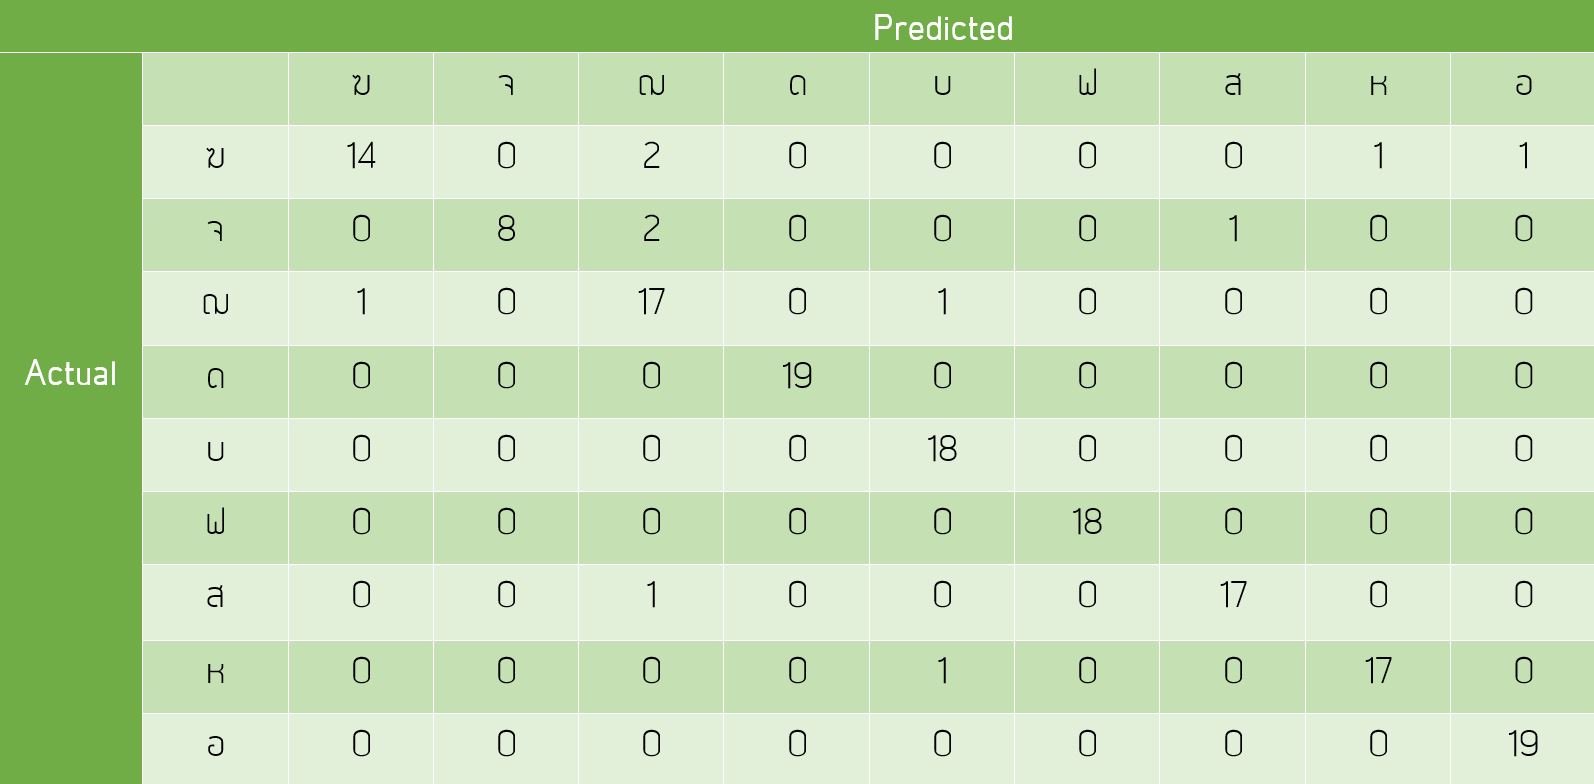 Predicted
ฆ จ ฌ ด บ ฟ ส ห อ
ฆ 14 0 2 0 0 0 0 1 1
จ 0 8 2 0 0 0 1 0 0
ฌ 1 0 17 0 1 0 0 0 0
Actual ด 0 0 0 19 0 0 0 0 0
บ 0 0 0 0 18 0 0 0 0
ฟ 0 0 0 0 0 18 0 0 0
ส 0 0 1 0 0 0 17 0 0
ห 0 0 0 0 1 0 0 17 0
อ 0 0 0 0 0 0 0 0 19